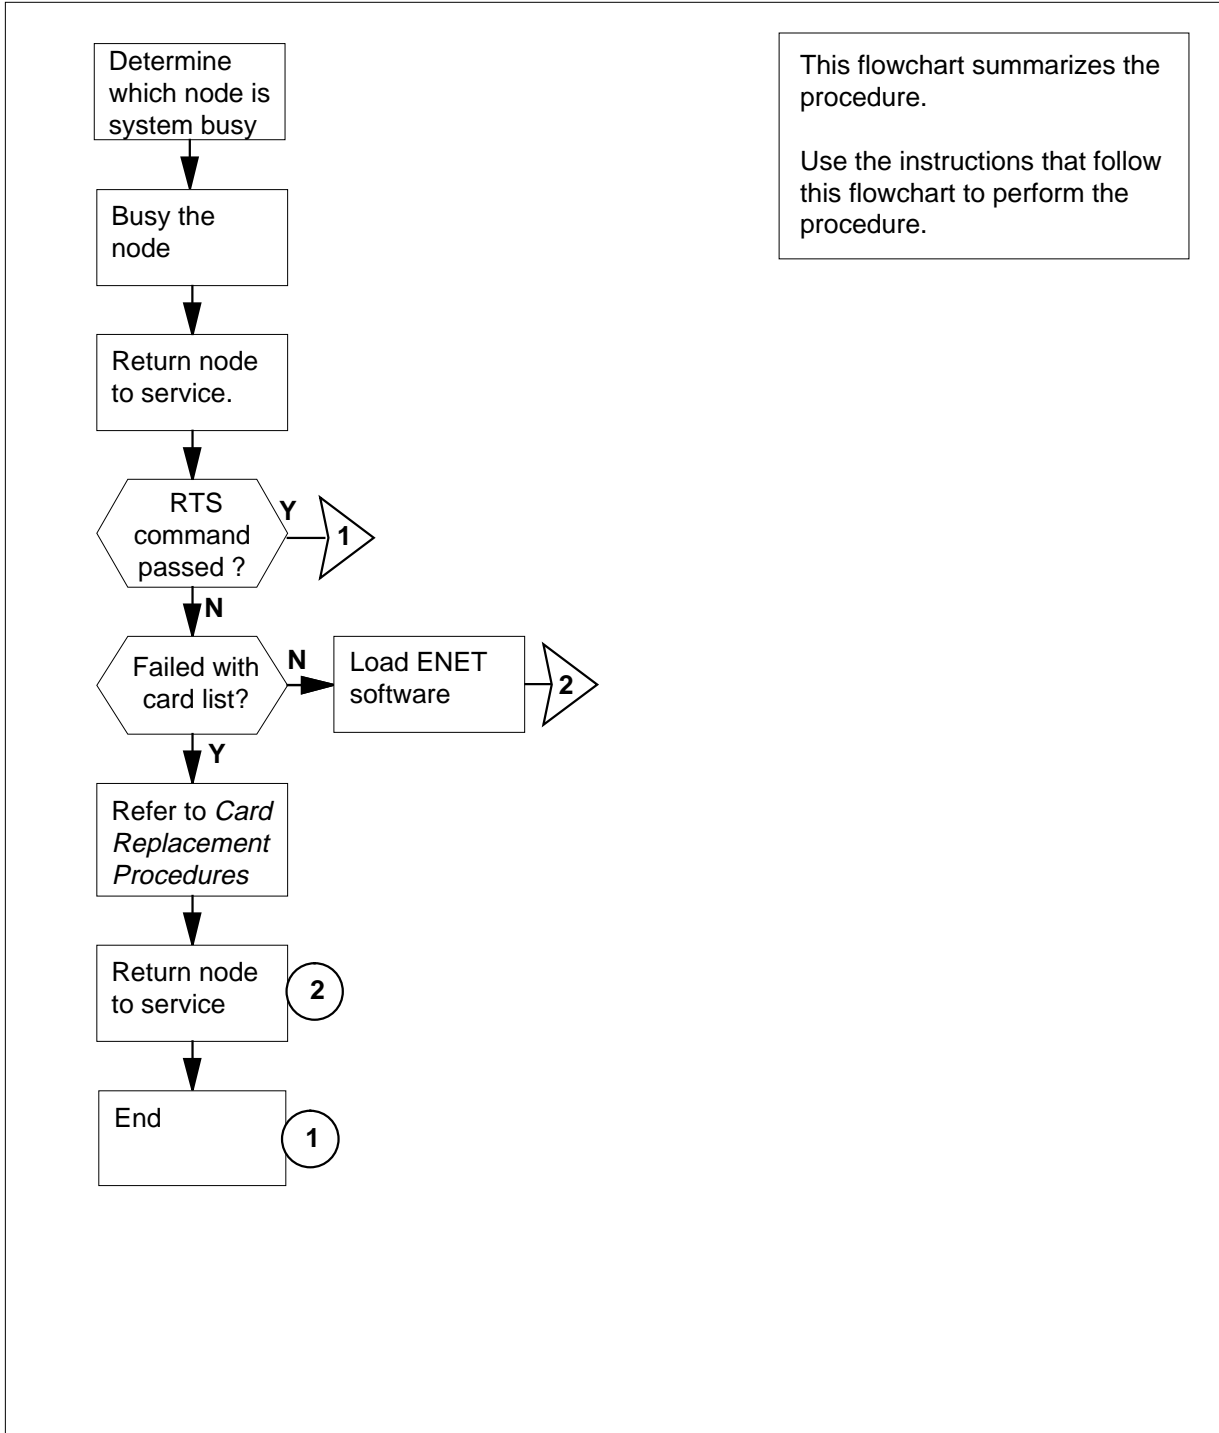 Determine
which node is
system busy
This flowchart summarizes the
procedure.
Use the instructions that follow
this flowchart to perform the
procedure.
Busy the
node
Return node
to service.
RTS
command
passed ?
Y
1
N
Failed with
card list?
N
Load ENET
software
2
Y
Refer to Card
Replacement
Procedures
Return node
to service
2
End
1